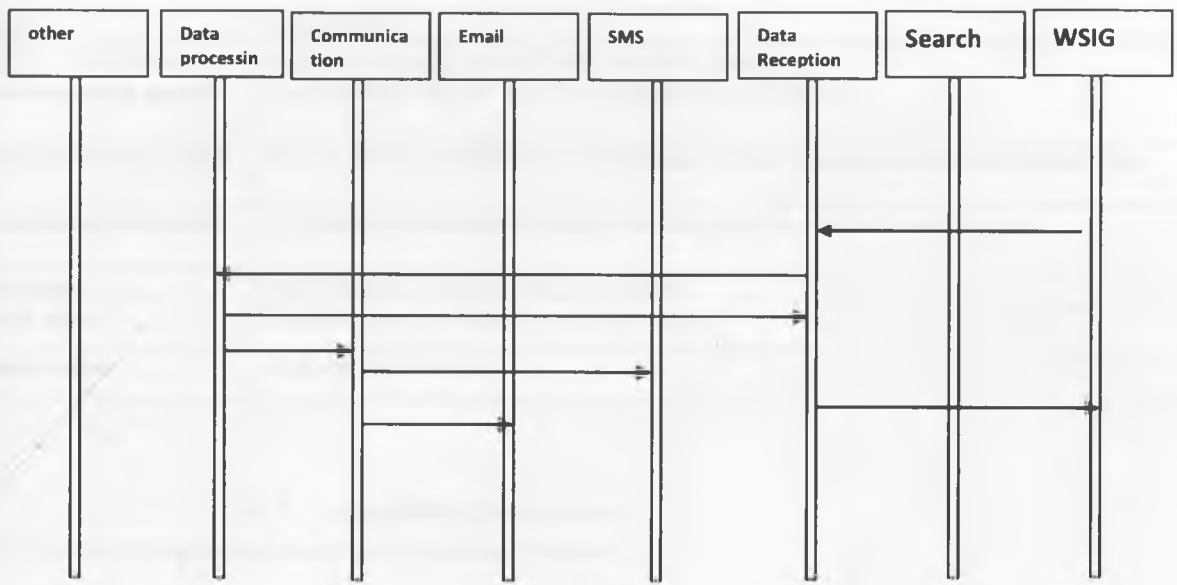 other
Data
processin
Communica
tion
Email
SMS
Data
Reception
Search
WSIG